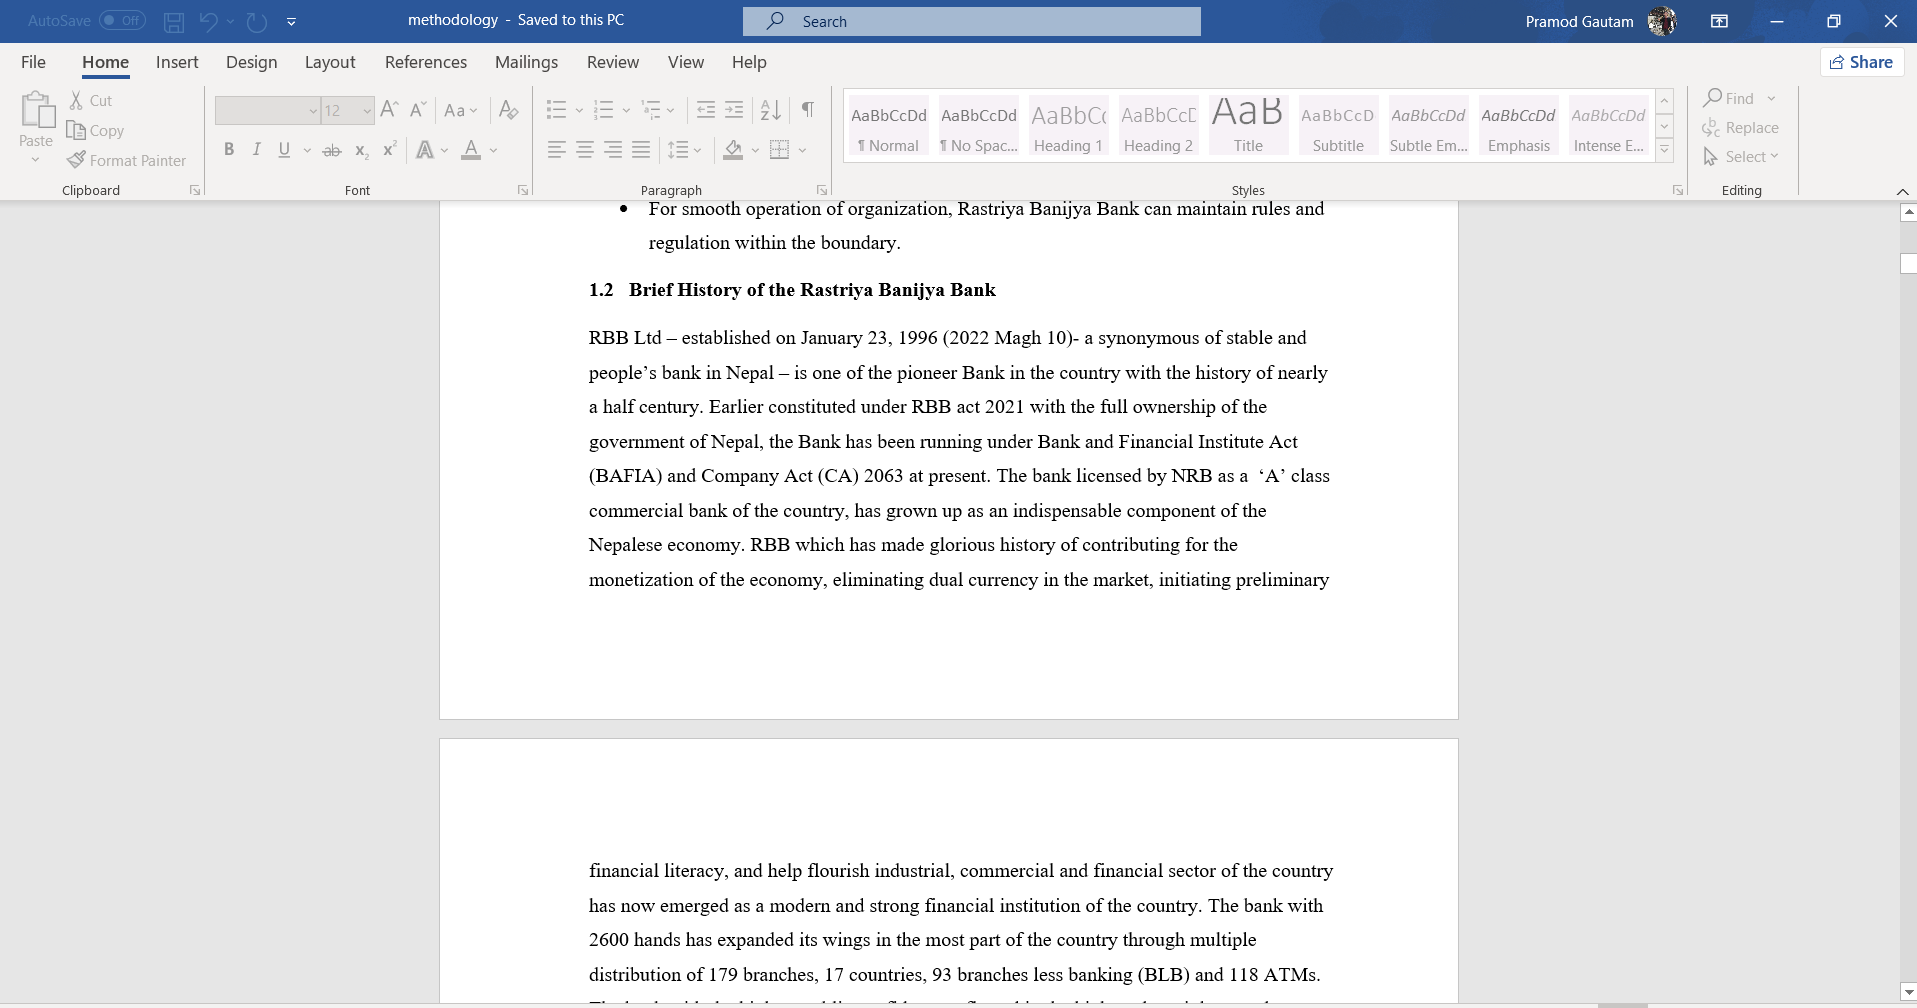 AutoSave Off
methodology - Saved to this PC
Search
Pramod Gautam
File Home Insert Design Layout References Mailings Review View Help
Share
Paste
Cut
Copy
Format Painter
Clipboard
12
Aa
B I U ab x₂ x²
A A
Font
Paragraph
AaBbCcDd AaBbCcDd AaBbCc AaBbCcE AaB AaBbCcD AaBbCcDd AaBbCcDd AaBbCcDd
¶ Normal ¶ No Spac... Heading 1 Heading 2 Title Subtitle Subtle Em... Emphasis Intense E...
Styles
Find
Replace
Select
Editing
• For smooth operation of organization, Rastriya Banijya Bank can maintain rules and
regulation within the boundary.
1.2 Brief History of the Rastriya Banijya Bank
RBB Ltd – established on January 23, 1996 (2022 Magh 10)- a synonymous of stable and
people’s bank in Nepal – is one of the pioneer Bank in the country with the history of nearly
a half century. Earlier constituted under RBB act 2021 with the full ownership of the
government of Nepal, the Bank has been running under Bank and Financial Institute Act
(BAFIA) and Company Act (CA) 2063 at present. The bank licensed by NRB as a ‘A’ class
commercial bank of the country, has grown up as an indispensable component of the
Nepalese economy. RBB which has made glorious history of contributing for the
monetization of the economy, eliminating dual currency in the market, initiating preliminary
financial literacy, and help flourish industrial, commercial and financial sector of the country
has now emerged as a modern and strong financial institution of the country. The bank with
2600 hands has expanded its wings in the most part of the country through multiple
distribution of 179 branches, 17 countries, 93 branches less banking (BLB) and 118 ATMs.